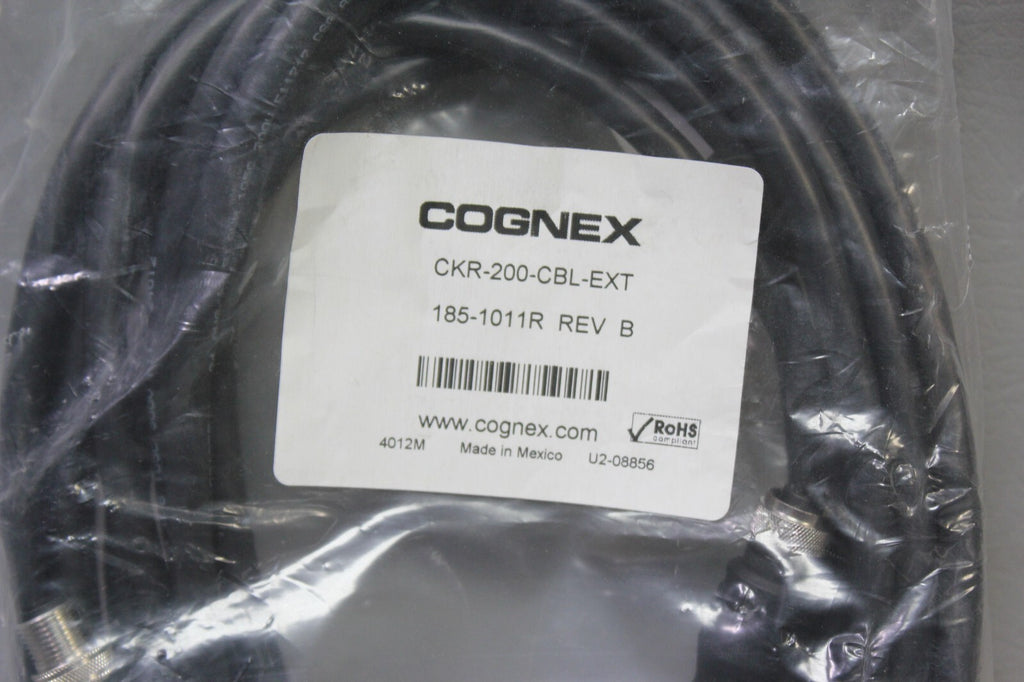 COGNEX
CKR-200-CBL-EXT
185-1011R REV B
www.cognex.com
RoHS
compliant
4012M Made in Mexico U2-08856